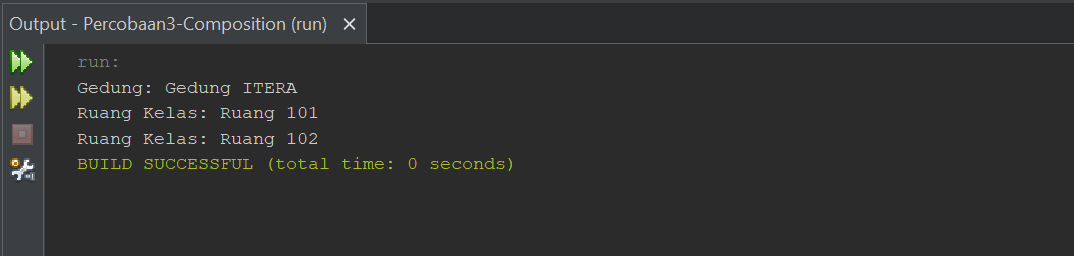 Output - Percobaan3-Composition (run)
run:
Gedung: Gedung ITERA
Ruang Kelas: Ruang 101
Ruang Kelas: Ruang 102
BUILD SUCCESSFUL (total time: 0 seconds)